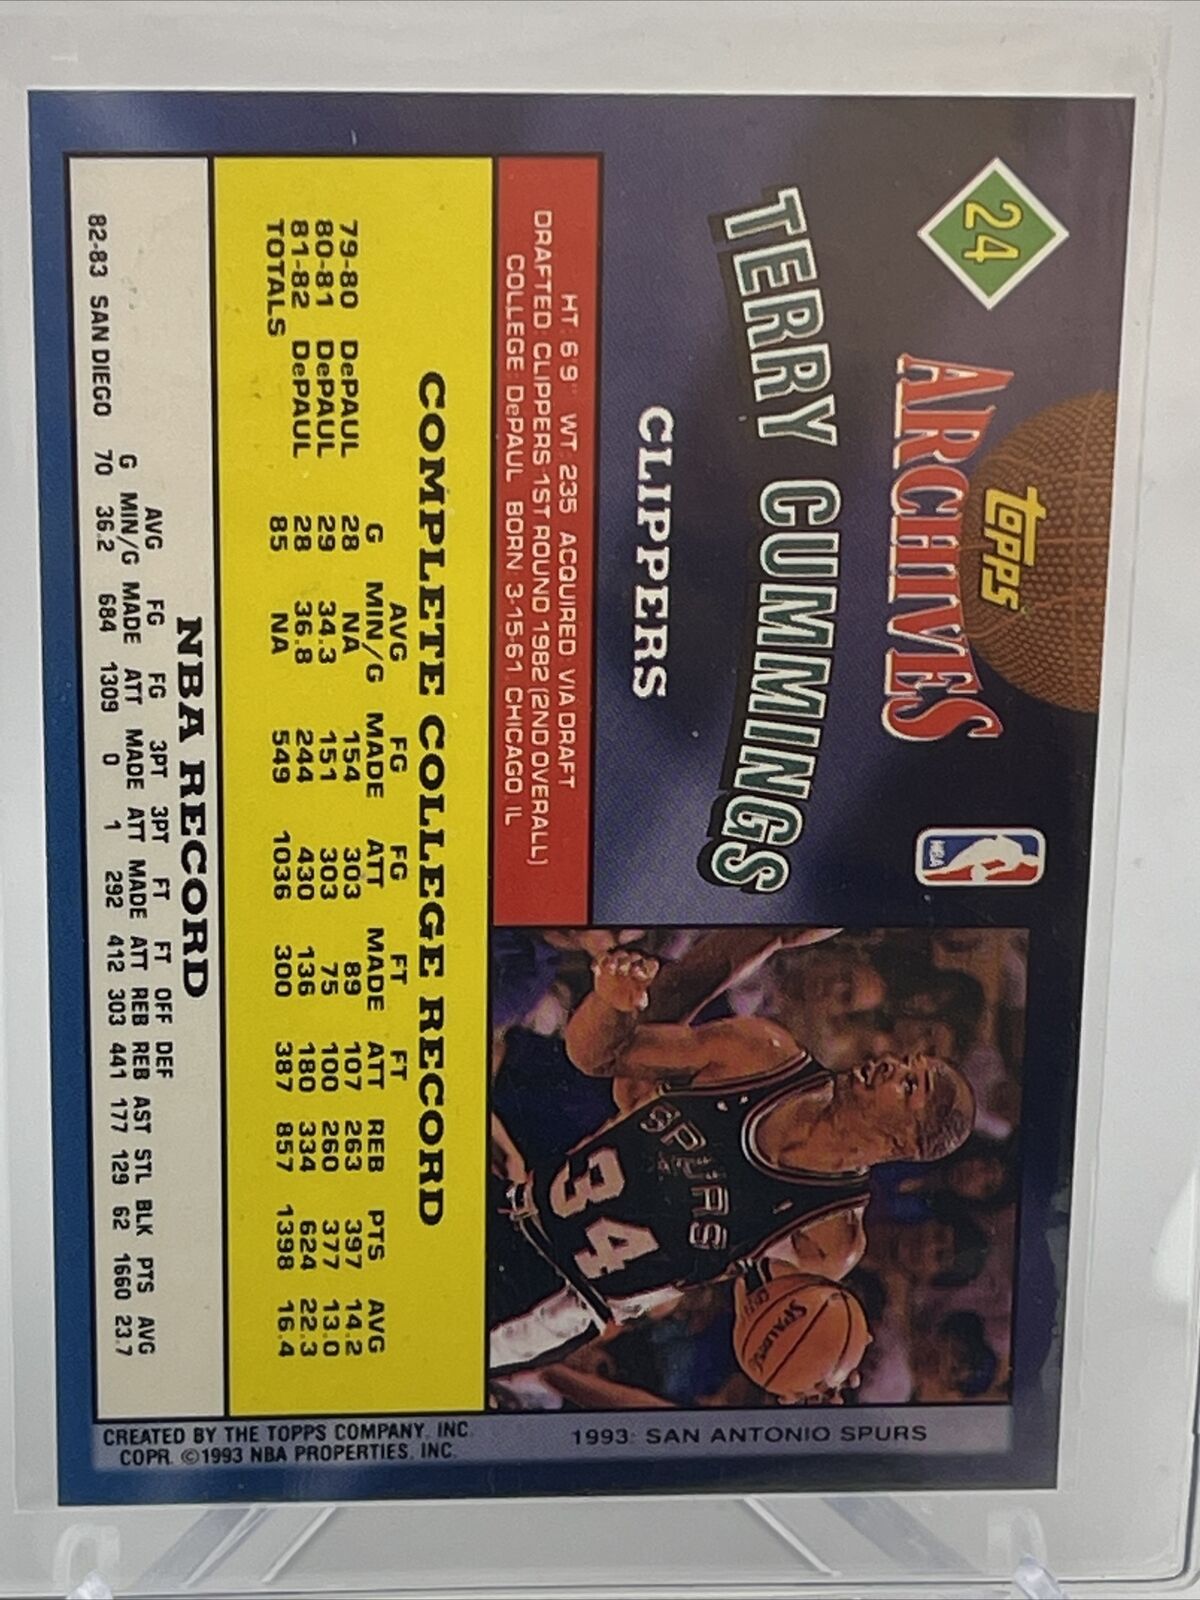 24
topps
ARCHIVES
NBA
TERRY CUMMINGS
CLIPPERS
HT: 6'9" WT: 235 ACQUIRED: VIA DRAFT
DRAFTED: CLIPPERS-1ST ROUND 1982 (2ND OVERALL)
COLLEGE: DePAUL BORN 3-15-61, CHICAGO, IL
SPURS
34
SPALDING
1993: SAN ANTONIO SPURS
COMPLETE COLLEGE RECORD
AVG FG FG FT FT
G MIN/G MADE ATT MADE ATT REB PTS AVG
79-80 DePAUL 28 NA 154 303 89 107 263 397 14.2
80-81 DePAUL 29 34.3 151 303 75 100 260 377 13.0
81-82 DePAUL 28 36.8 244 430 136 180 334 624 22.3
TOTALS 85 NA 549 1036 300 387 857 1398 16.4
NBA RECORD
AVG FG FG 3PT 3PT FT FT OFF DEF
G MIN/G MADE ATT MADE ATT MADE ATT REB REB AST STL BLK PTS AVG
82-83 SAN DIEGO 70 36.2 684 1309 0 1 292 412 303 441 177 129 62 1660 23.7
CREATED BY THE TOPPS COMPANY, INC.
COPR. ©1993 NBA PROPERTIES, INC.